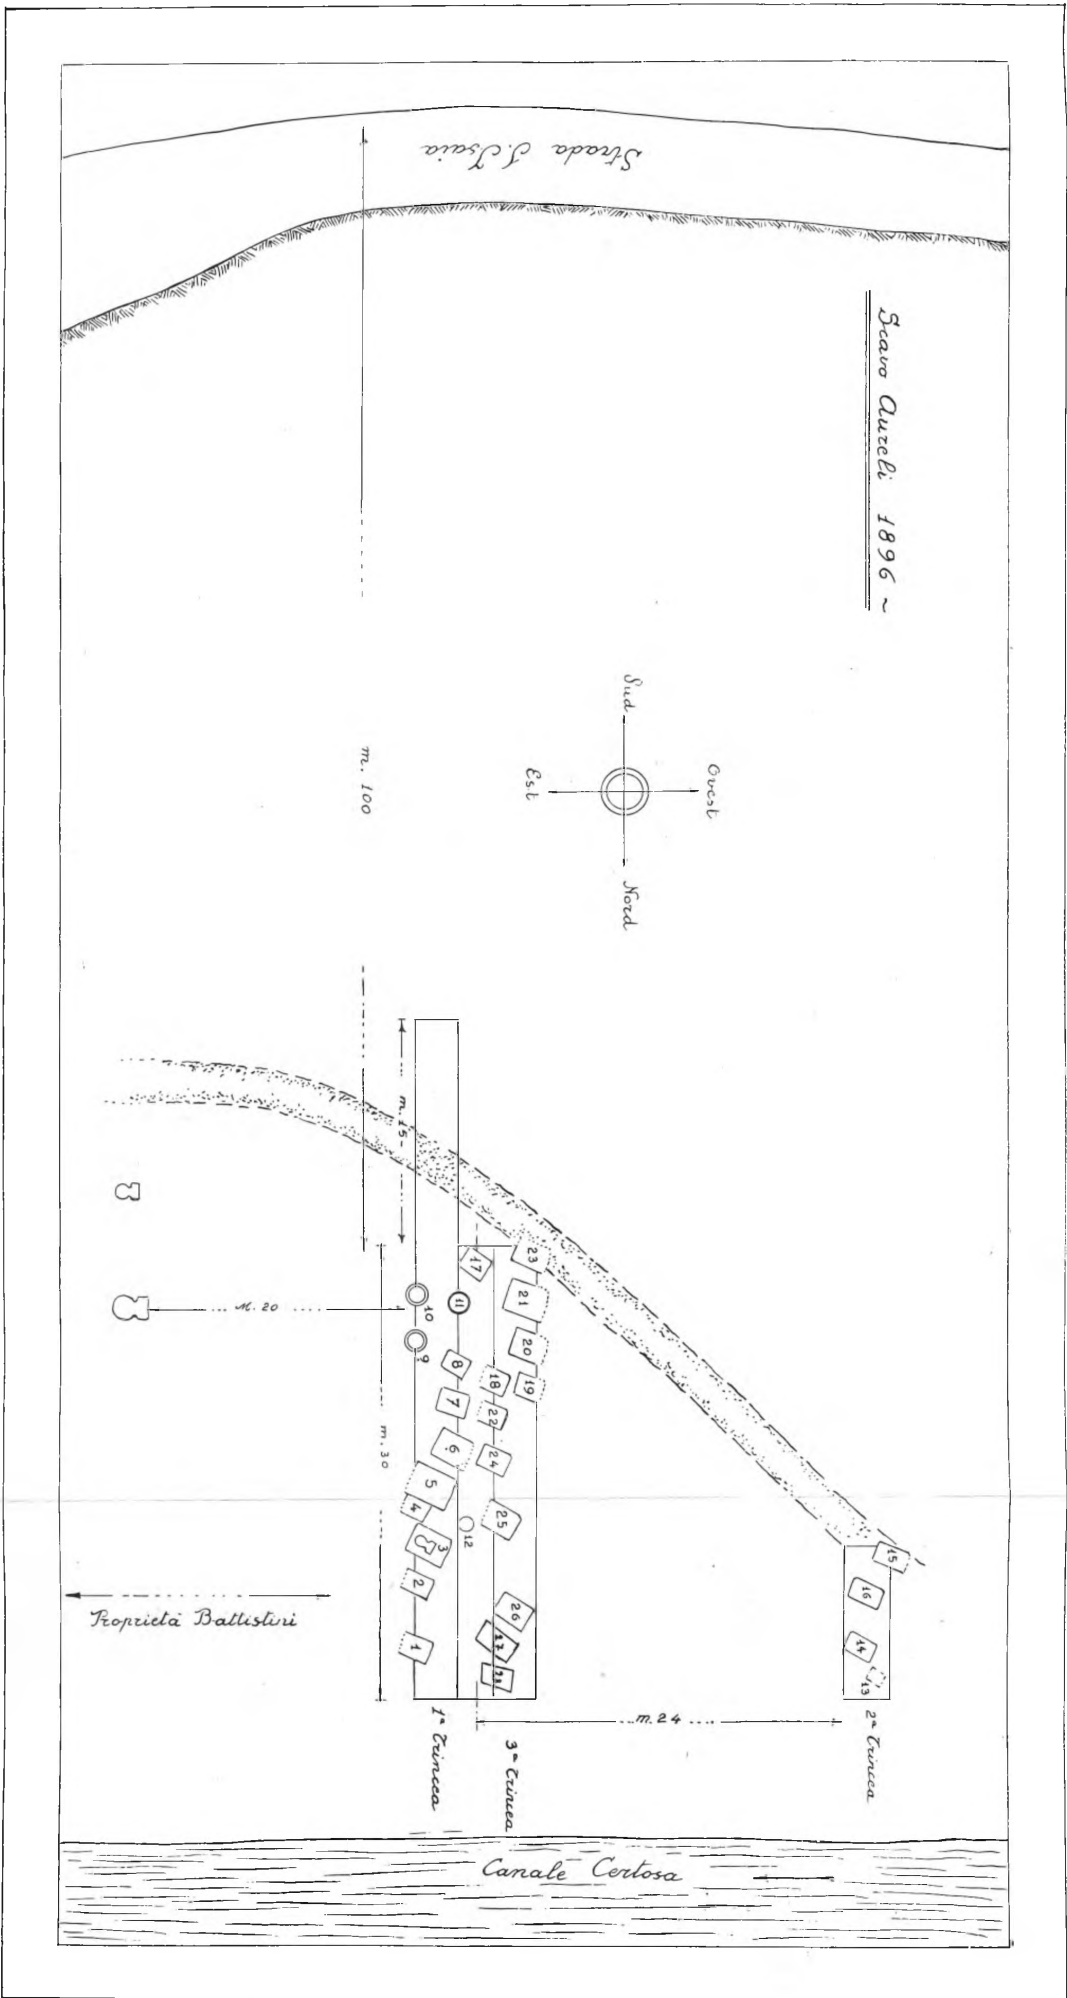 Strada S. Isaia
Scavo Aureli 1896 ~
Sud
Ovest
Est
Nord
m. 100
m. 15
17
23
21
11
10
M. 20
9
8
20
19
18
7
22
6
24
m. 30
5
4
25
12
3
2
15
16
Proprietà Battistini
26
1
27
14
28
13
m. 24
1ª Trincea
3ª Trincea
2ª Trincea
Canale Certosa